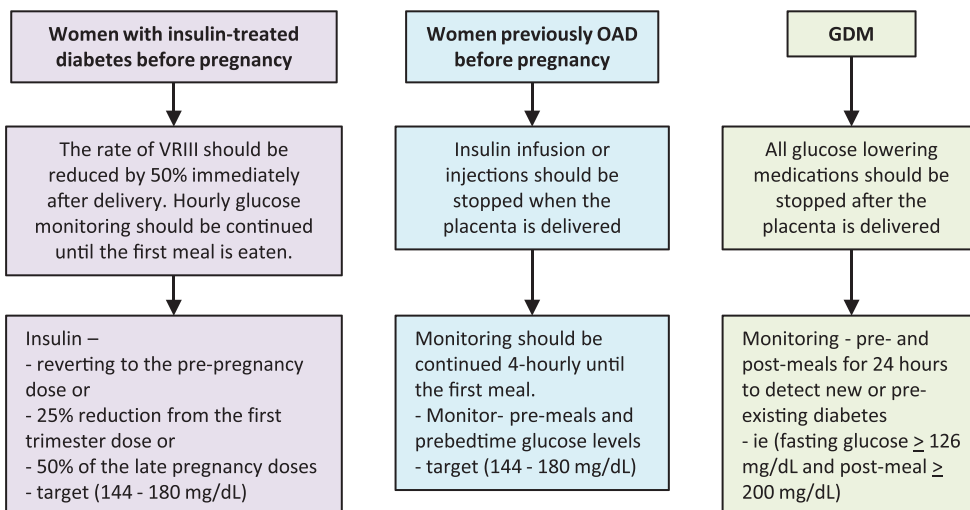 Women with insulin-treated
diabetes before pregnancy
The rate of VRIII should be
reduced by 50% immediately
after delivery. Hourly glucose
monitoring should be continued
until the first meal is eaten.
Insulin –
- reverting to the pre-pregnancy
dose or
- 25% reduction from the first
trimester dose or
- 50% of the late pregnancy doses
- target (144 - 180 mg/dL)
Women previously OAD
before pregnancy
Insulin infusion or
injections should be
stopped when the
placenta is delivered
Monitoring should be
continued 4-hourly until
the first meal.
- Monitor- pre-meals and
prebedtime glucose levels
- target (144 - 180 mg/dL)
GDM
All glucose lowering
medications should be
stopped after the
placenta is delivered
Monitoring - pre- and
post-meals for 24 hours
to detect new or pre-
existing diabetes
- ie (fasting glucose ≥ 126
mg/dL and post-meal ≥
200 mg/dL)